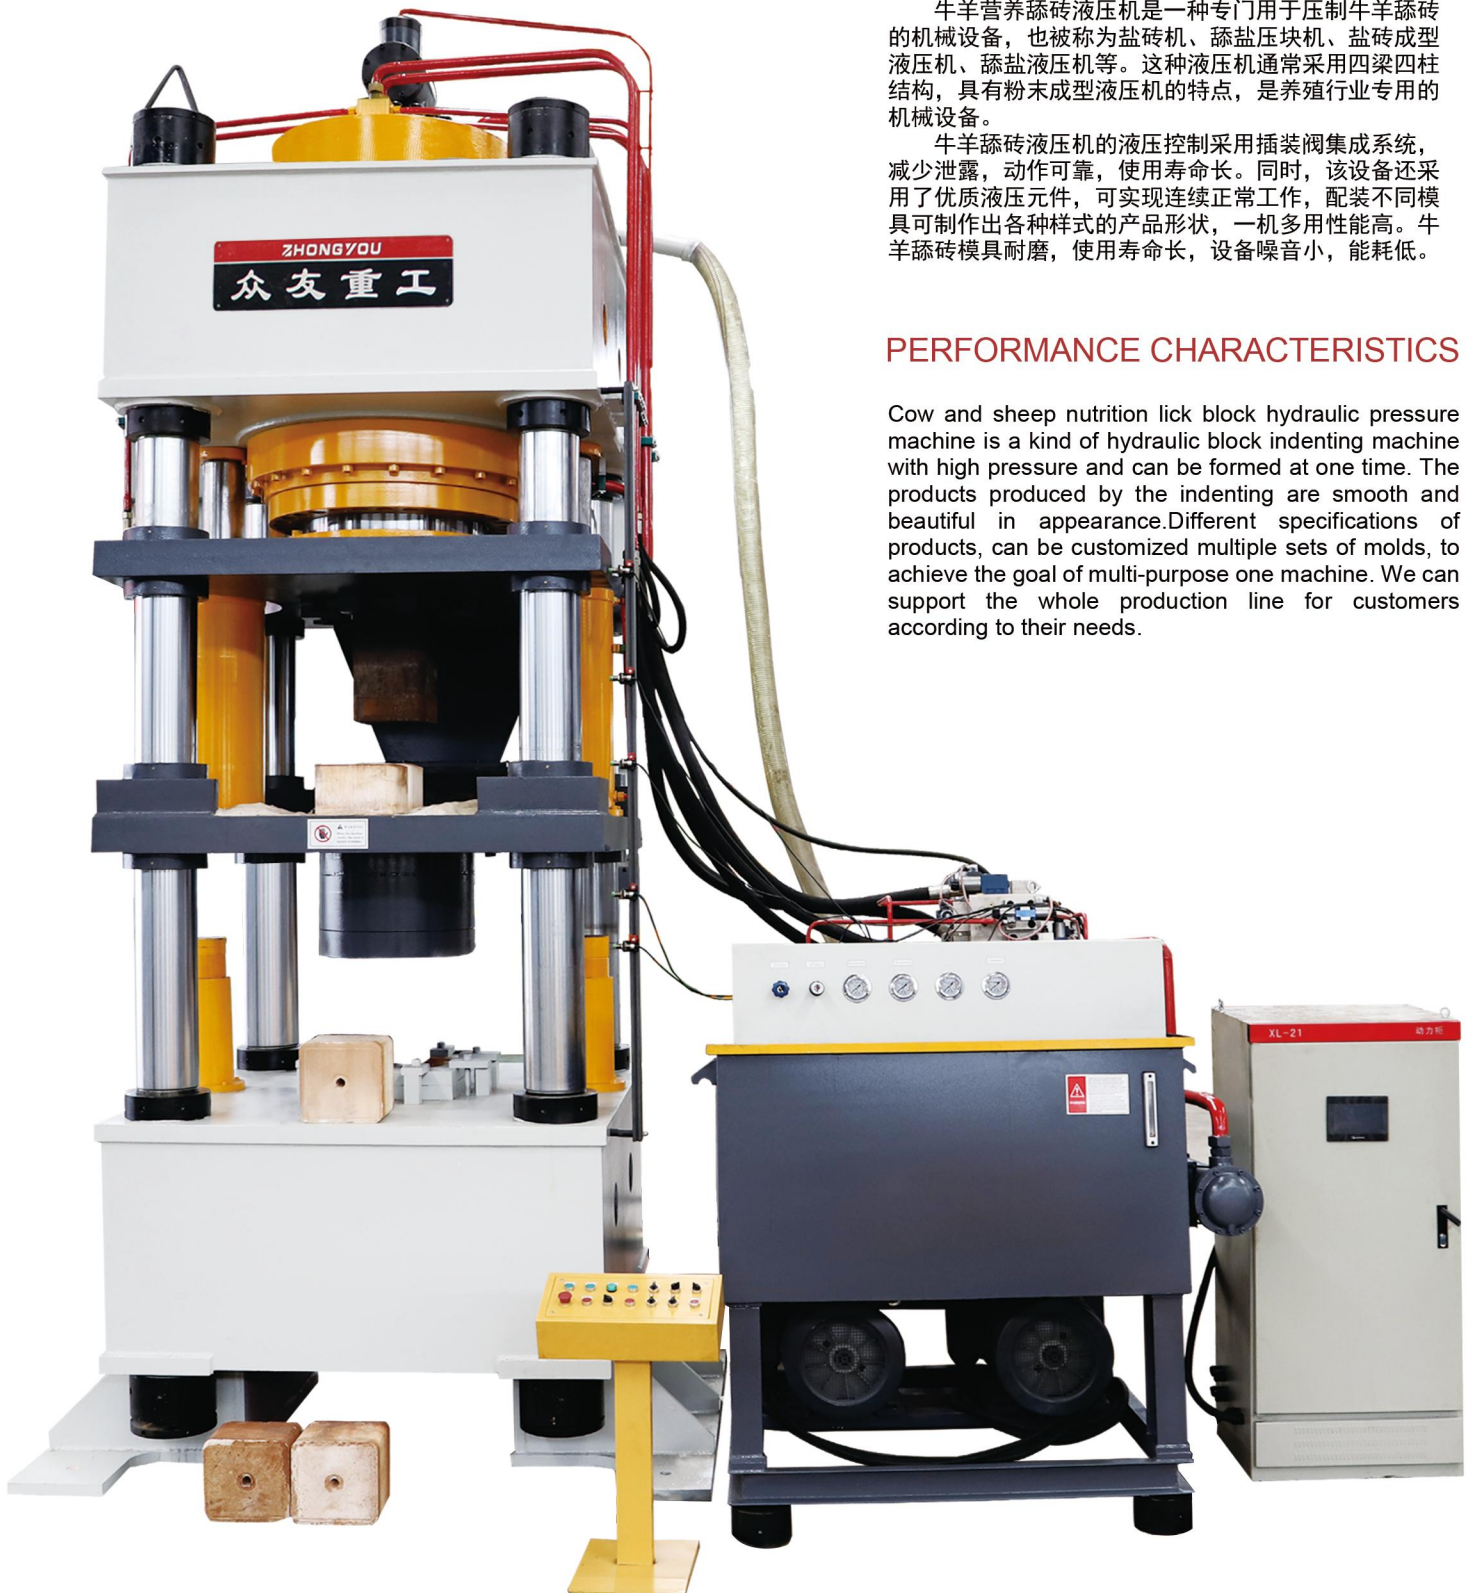 牛羊营养舔砖液压机是一种专门用于压制牛羊舔砖
的机械设备，也被称为盐砖机、舔盐压块机、盐砖成型
液压机、舔盐液压机等。这种液压机通常采用四梁四柱
结构，具有粉末成型液压机的特点，是养殖行业专用的
机械设备。
牛羊舔砖液压机的液压控制采用插装阀集成系统，
减少泄露，动作可靠，使用寿命长。同时，该设备还采
用了优质液压元件，可实现连续正常工作，配装不同模
具可制作出各种样式的产品形状，一机多用性能高。牛
羊舔砖模具耐磨，使用寿命长，设备噪音小，能耗低。
ZHONGYOU
众友重工
PERFORMANCE CHARACTERISTICS
Cow and sheep nutrition lick block hydraulic pressure
machine is a kind of hydraulic block indenting machine
with high pressure and can be formed at one time. The
products produced by the indenting are smooth and
beautiful in appearance.Different specifications of
products, can be customized multiple sets of molds, to
achieve the goal of multi-purpose one machine. We can
support the whole production line for customers
according to their needs.
XL-21 动力柜